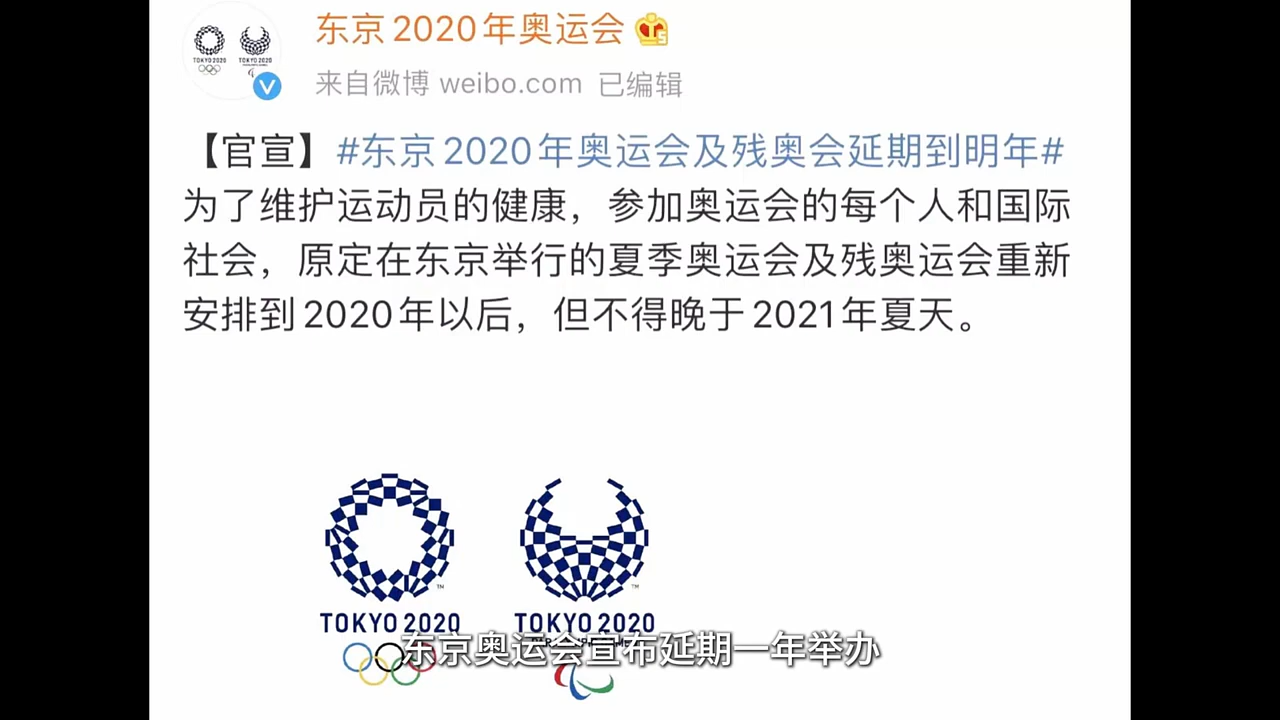 东京2020年奥运会
来自微博 weibo.com 已编辑
【官宣】#东京2020年奥运会及残奥会延期到明年#
为了维护运动员的健康，参加奥运会的每个人和国际
社会，原定在东京举行的夏季奥运会及残奥运会重新
安排到2020年以后，但不得晚于2021年夏天。
TOKYO 2020
TOKYO 2020
东京奥运会宣布延期一年举办
TOKYO 2020
TOKYO 2020